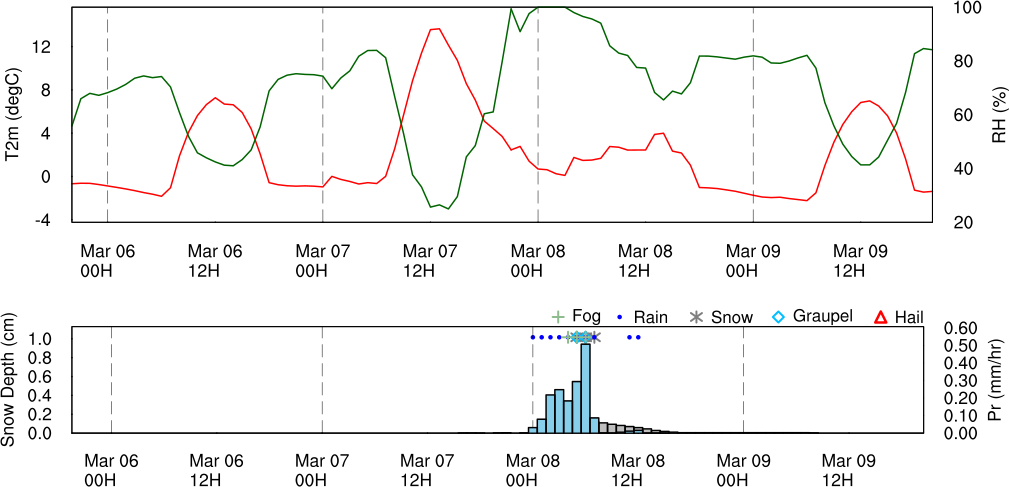 T2m (degC)
12
8
4
0
-4
100
80
60
40
20
RH (%)
Mar 06 Mar 06 Mar 07 Mar 07 Mar 08 Mar 08 Mar 09 Mar 09
00H 12H 00H 12H 00H 12H 00H 12H
Fog Rain Snow Graupel Hail
Snow Depth (cm)
1.0
0.8
0.6
0.4
0.2
0.0
0.60
0.50
0.40
0.30
0.20
0.10
0.00
Pr (mm/hr)
Mar 06 Mar 06 Mar 07 Mar 07 Mar 08 Mar 08 Mar 09 Mar 09
00H 12H 00H 12H 00H 12H 00H 12H